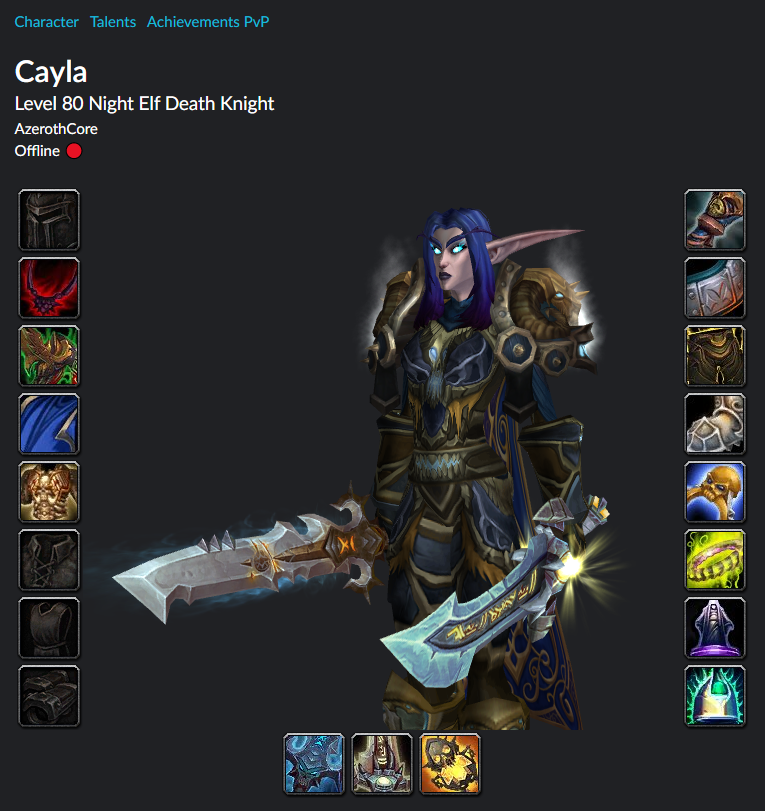 Character Talents Achievements PvP
Cayla
Level 80 Night Elf Death Knight
AzerothCore
Offline